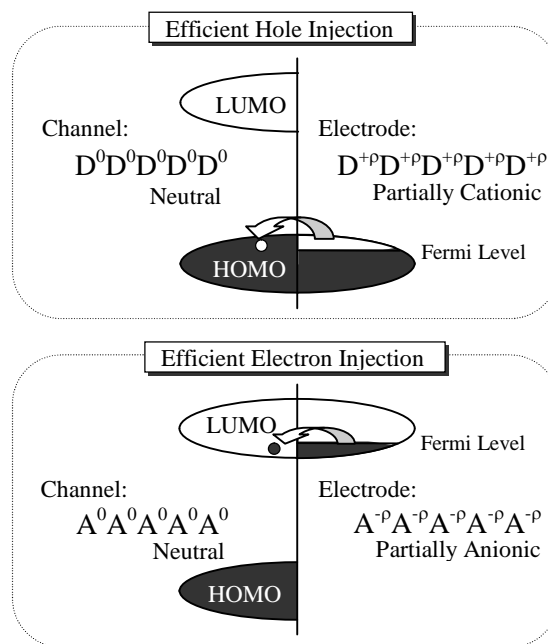 Efficient Hole Injection
LUMO
Channel:
D⁰D⁰D⁰D⁰D⁰
Neutral
Electrode:
D⁺ᵖD⁺ᵖD⁺ᵖD⁺ᵖD⁺ᵖ
Partially Cationic
HOMO
Fermi Level
Efficient Electron Injection
LUMO
Fermi Level
Channel:
A⁰A⁰A⁰A⁰A⁰
Neutral
Electrode:
A⁻ᵖA⁻ᵖA⁻ᵖA⁻ᵖA⁻ᵖ
Partially Anionic
HOMO